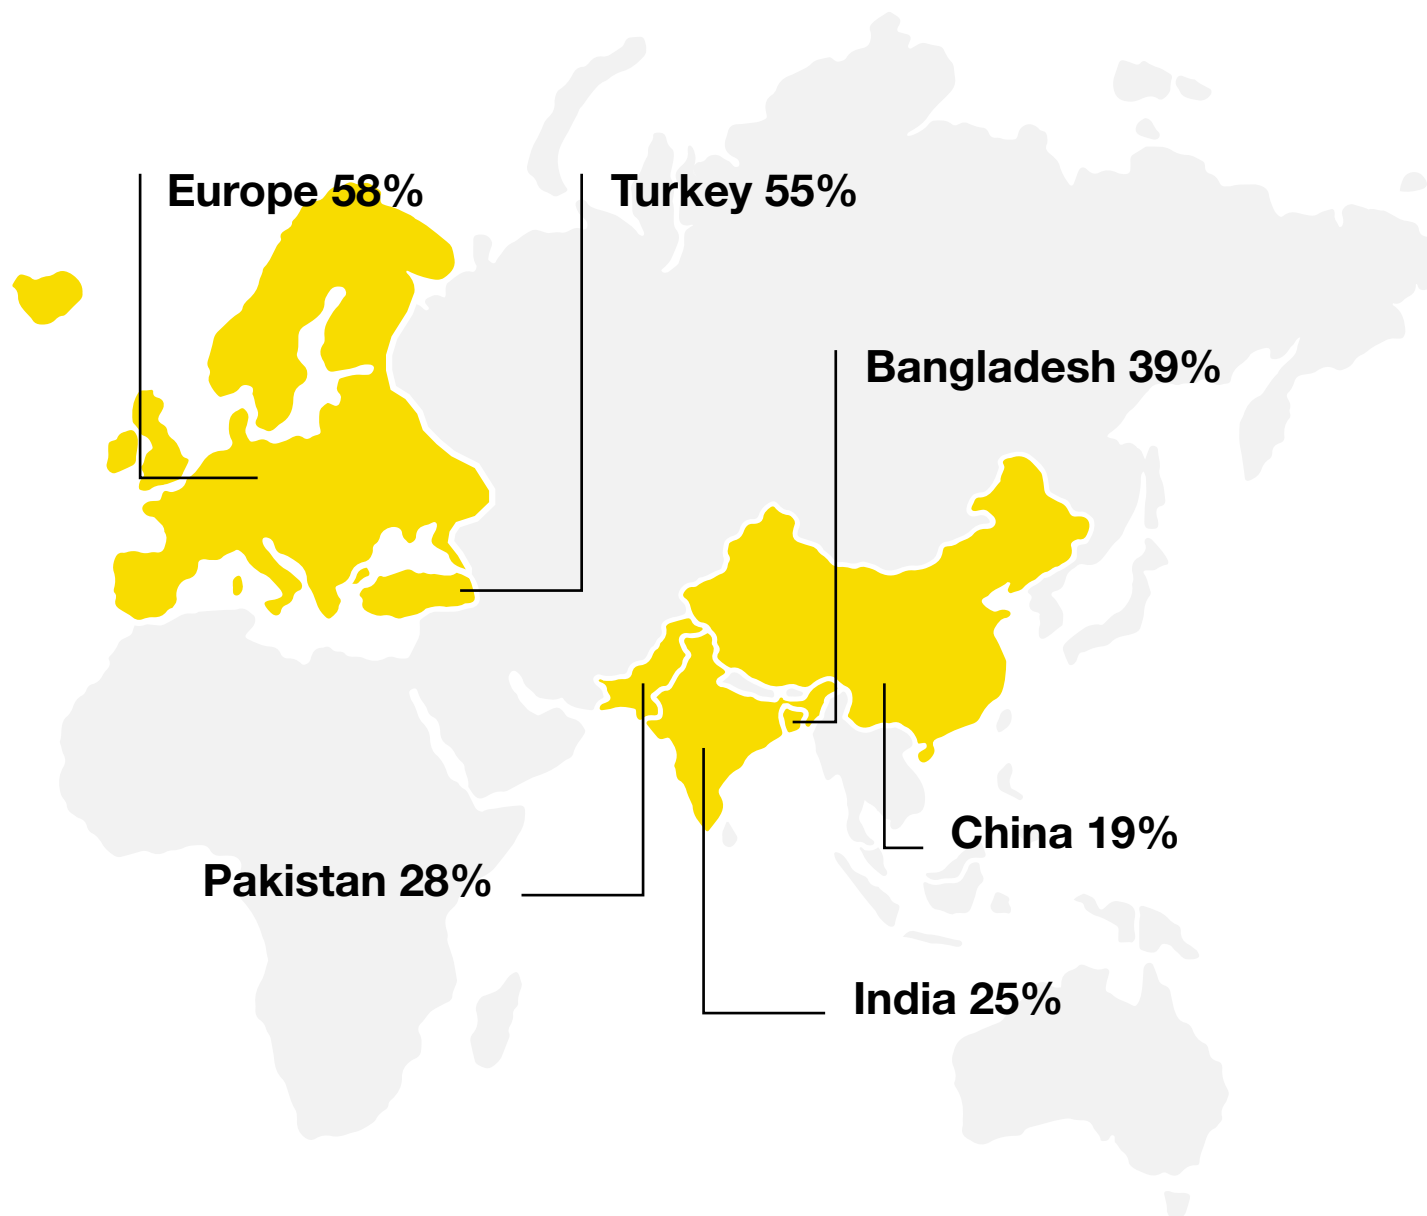 Europe 58%
Turkey 55%
Bangladesh 39%
China 19%
Pakistan 28%
India 25%